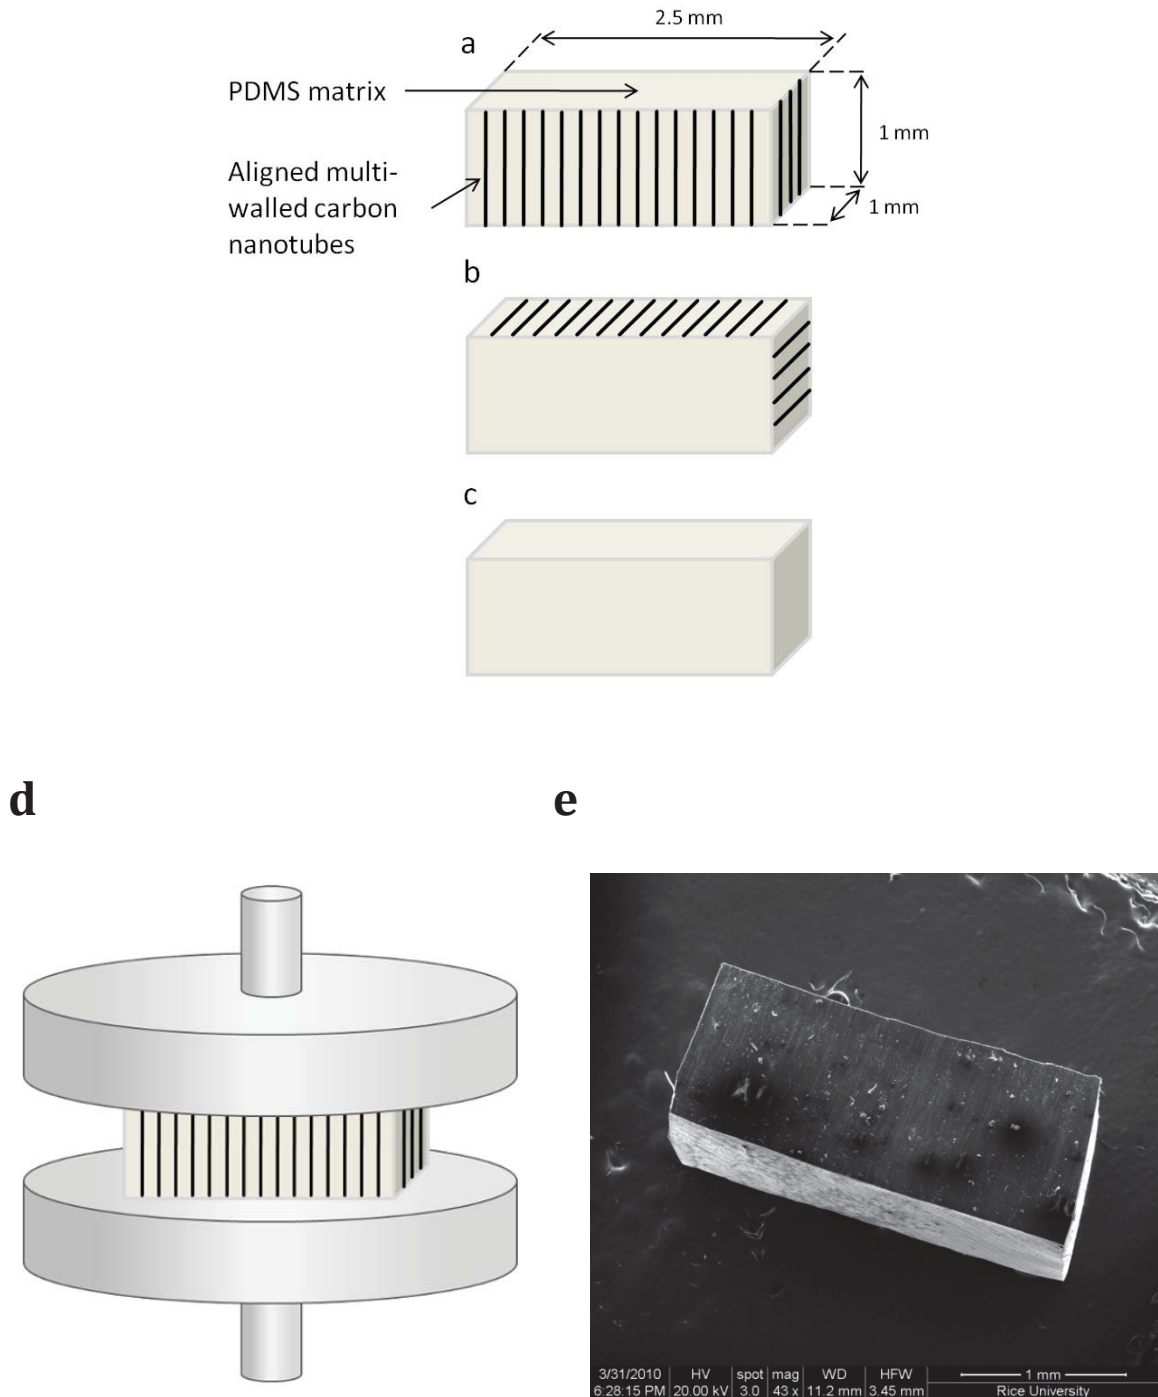 a
2.5 mm
PDMS matrix
1 mm
Aligned multi-
walled carbon
nanotubes
1 mm
b
c
d
e
3/31/2010 HV spot mag WD HFW 1 mm
6:28:15 PM 20.00 kV 3.0 43 x 11.2 mm 3.45 mm Rice University